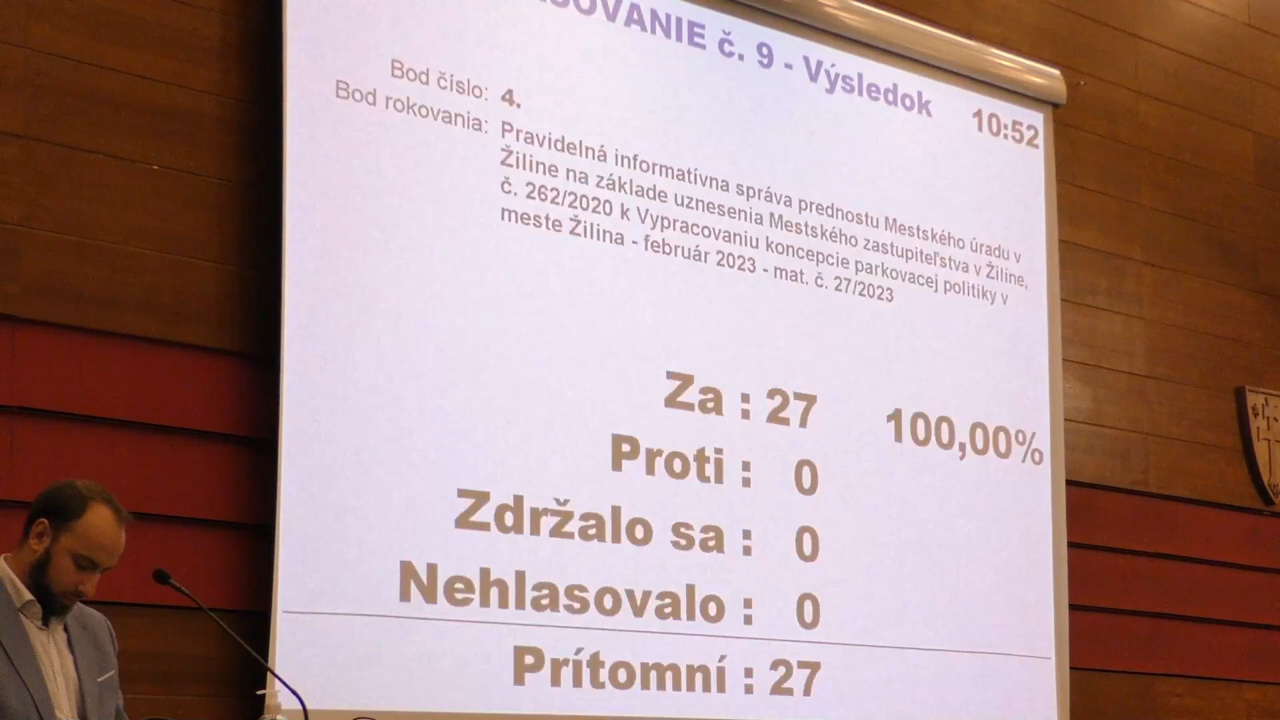 HLASOVANIE č. 9 - Výsledok
10:52
Bod číslo: 4.
Bod rokovania: Pravidelná informatívna správa prednostu Mestského úradu v
Žiline na základe uznesenia Mestského zastupiteľstva v Žiline,
č. 262/2020 k Vypracovaniu koncepcie parkovacej politiky v
meste Žilina - február 2023 - mat. č. 27/2023
Za : 27 100,00%
Proti : 0
Zdržalo sa : 0
Nehlasovalo : 0
Prítomní : 27